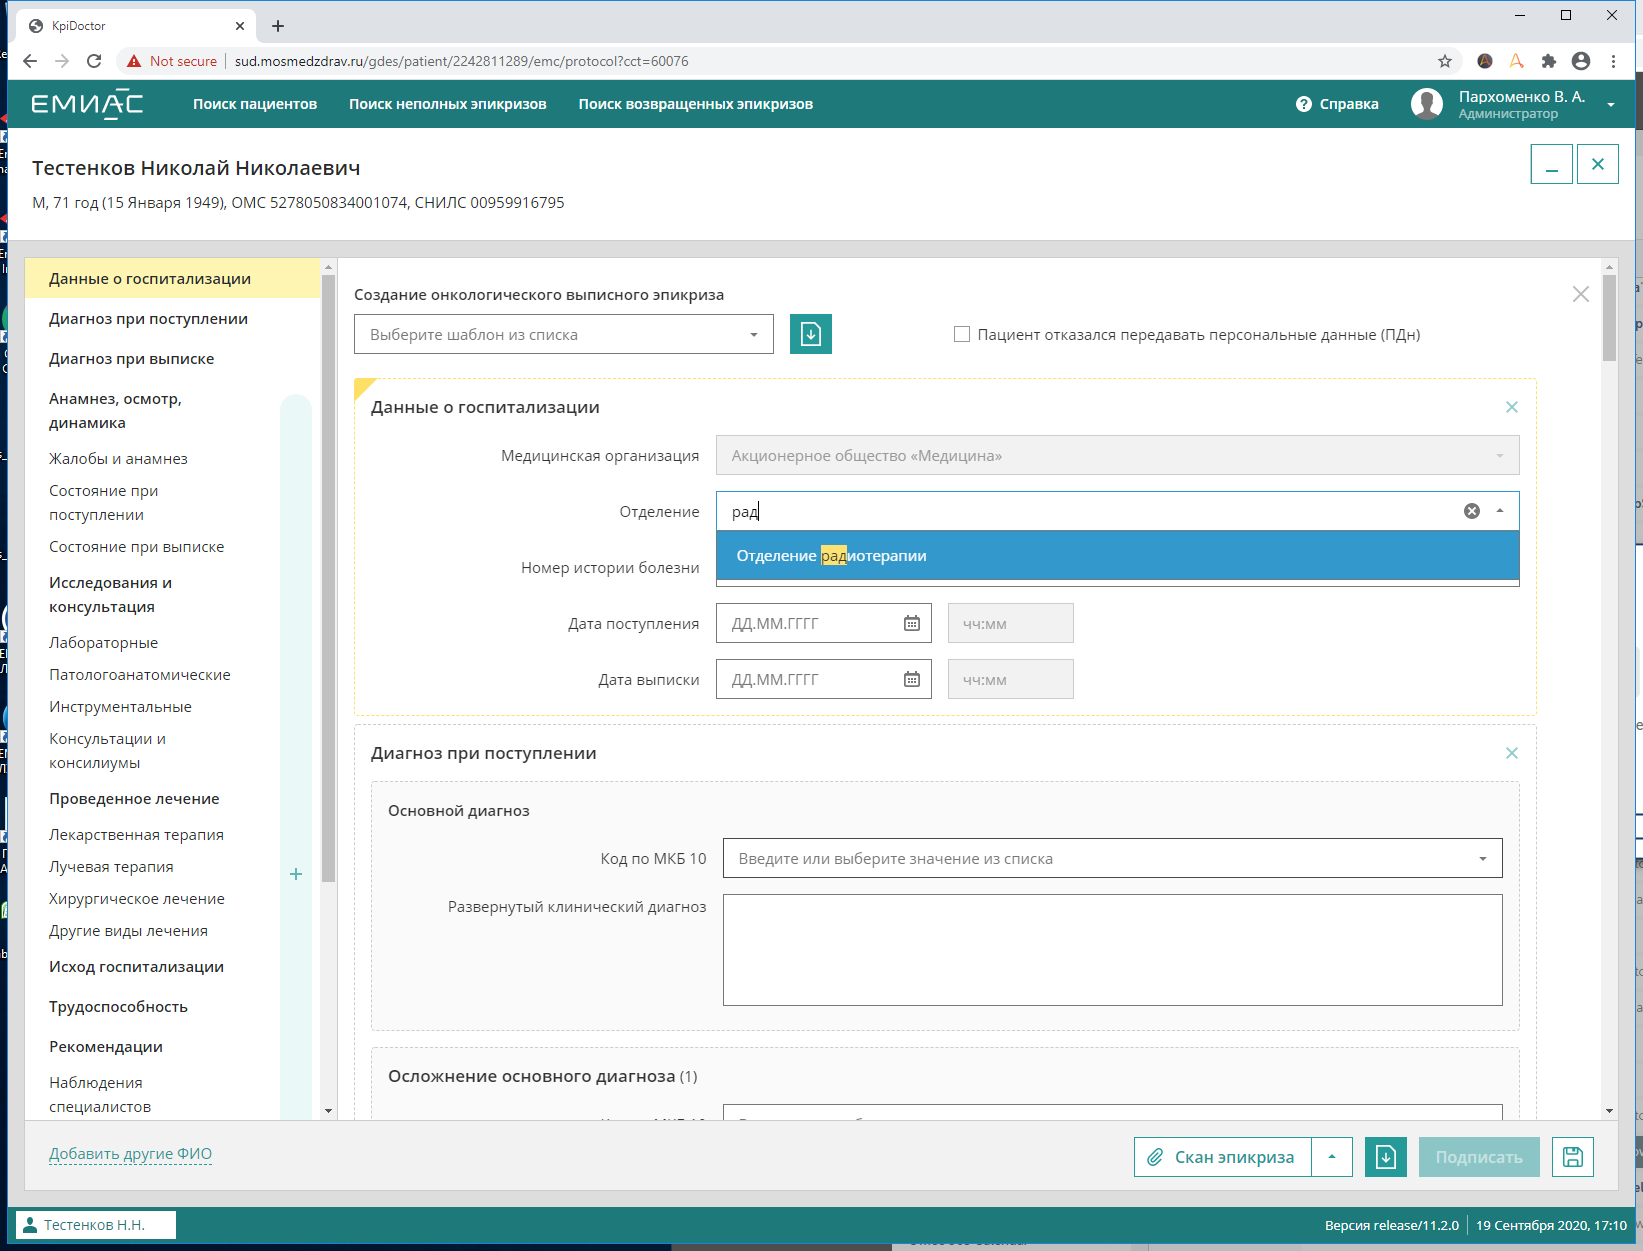 KpiDoctor
Not secure
sud.mosmedzdrav.ru/gdes/patient/2242811289/emc/protocol?cct=60076
ЕМИАС
Поиск пациентов
Поиск неполных эпикризов
Поиск возвращенных эпикризов
Справка
Пархоменко В. А.
Администратор
Тестенков Николай Николаевич
М, 71 год (15 Января 1949), ОМС 5278050834001074, СНИЛС 00959916795
Данные о госпитализации
Диагноз при поступлении
Диагноз при выписке
Анамнез, осмотр,
динамика
Жалобы и анамнез
Состояние при
поступлении
Состояние при выписке
Исследования и
консультация
Лабораторные
Патологоанатомические
Инструментальные
Консультации и
консилиумы
Проведенное лечение
Лекарственная терапия
Лучевая терапия
Хирургическое лечение
Другие виды лечения
Исход госпитализации
Трудоспособность
Рекомендации
Наблюдения
специалистов
Создание онкологического выписного эпикриза
Выберите шаблон из списка
Пациент отказался передавать персональные данные (ПДн)
Данные о госпитализации
Медицинская организация
Акционерное общество «Медицина»
Отделение
рад
Отделение радиотерапии
Номер истории болезни
Дата поступления
ДД.ММ.ГГГГ
чч:мм
Дата выписки
ДД.ММ.ГГГГ
чч:мм
Диагноз при поступлении
Основной диагноз
Код по МКБ 10
Введите или выберите значение из списка
Развернутый клинический диагноз
Осложнение основного диагноза (1)
Добавить другие ФИО
Скан эпикриза
Подписать
Тестенков Н.Н.
Версия release/11.2.0
19 Сентября 2020, 17:10